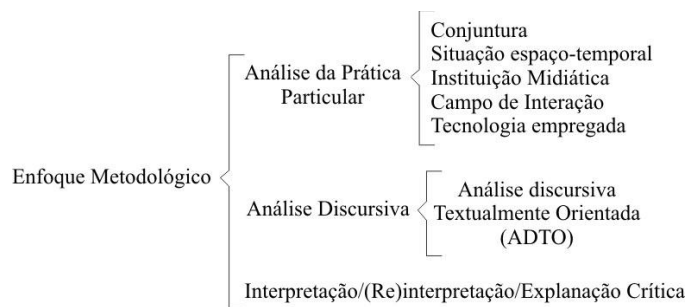 Conjuntura
Situação espaço-temporal
Análise da Prática
Particular
Instituição Midiática
Campo de Interação
Tecnologia empregada
Enfoque Metodológico
Análise Discursiva
Análise discursiva
Textualmente Orientada
(ADTO)
Interpretação/(Re)interpretação/Explanação Crítica